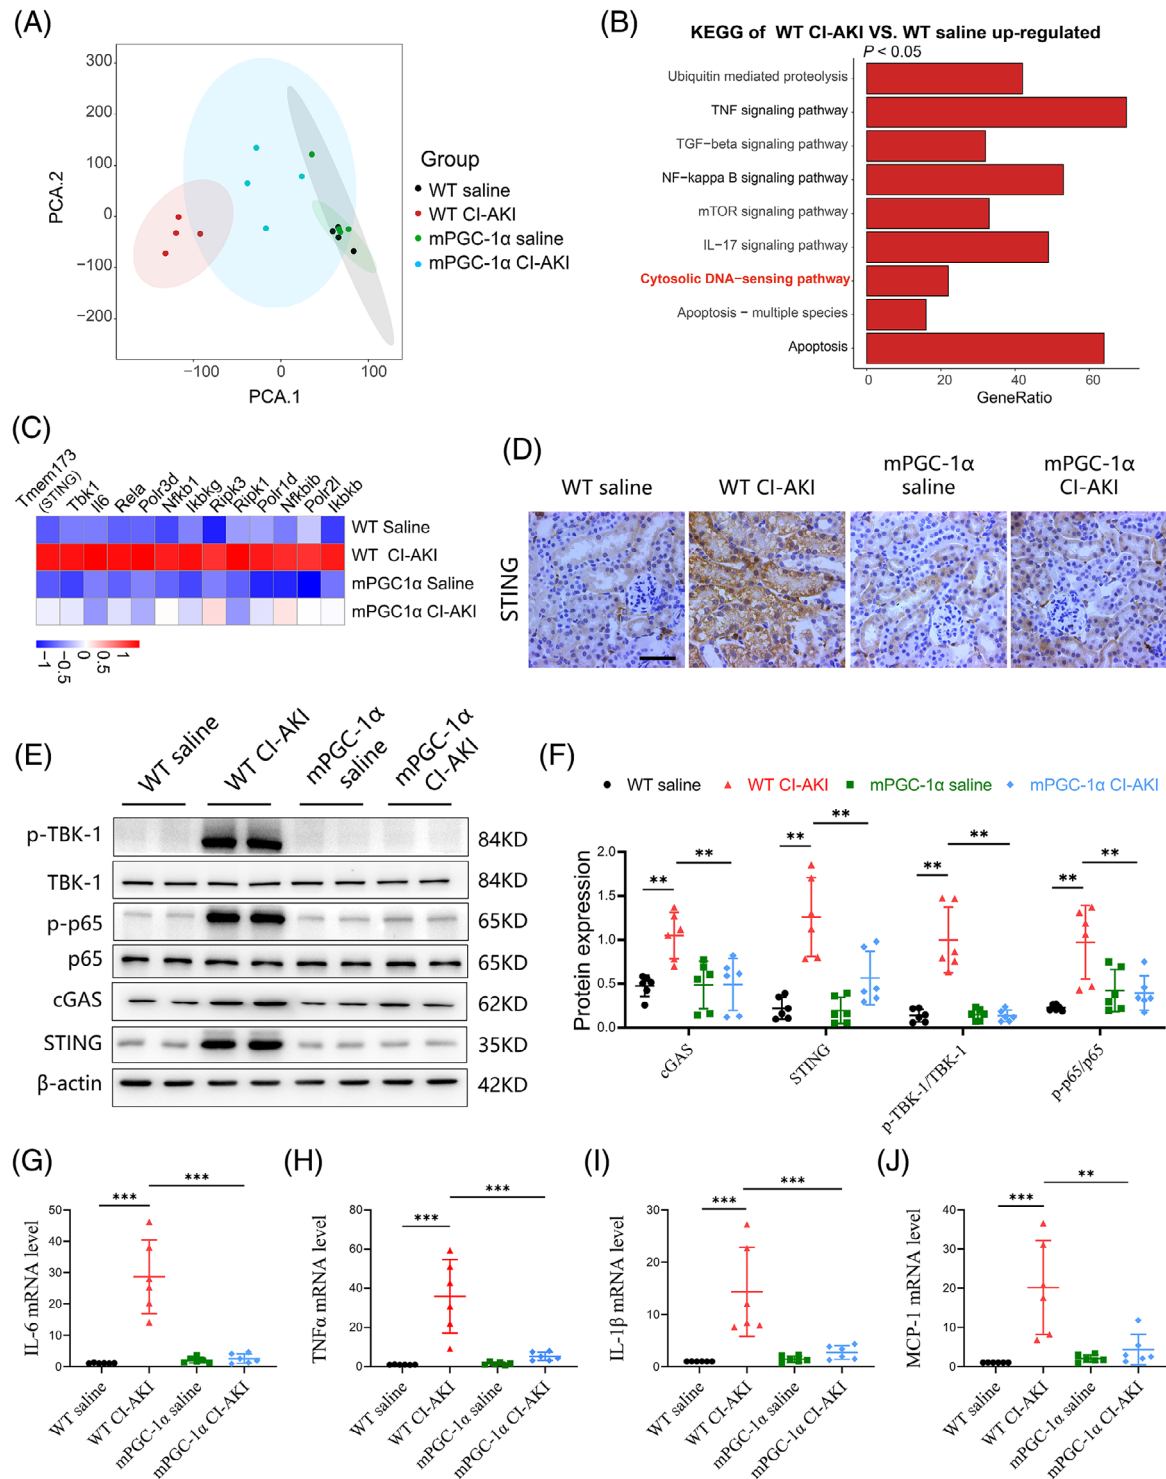 (A)
300
200
100
0
−100
−200
PCA.2
−100
0
100
PCA.1
Group
WT saline
WT CI-AKI
mPGC-1α saline
mPGC-1α CI-AKI
(B)
KEGG of WT CI-AKI VS. WT saline up-regulated
P < 0.05
Ubiquitin mediated proteolysis
TNF signaling pathway
TGF−beta signaling pathway
NF−kappa B signaling pathway
mTOR signaling pathway
IL−17 signaling pathway
Cytosolic DNA−sensing pathway
Apoptosis − multiple species
Apoptosis
0
20
40
60
GeneRatio
(C)
Tmem173
(STING)
Tbk1
Il6
Rela
Polr3d
Nfkb1
Ikbkg
Ripk3
Ripk1
Polr1d
Nfkbib
Polr2l
Ikbkb
WT Saline
WT CI-AKI
mPGC1α Saline
mPGC1α CI-AKI
−1
−0.5
0
0.5
1
(D)
WT saline
WT CI-AKI
mPGC-1α
saline
mPGC-1α
CI-AKI
STING
(E)
WT saline
WT CI-AKI
mPGC-1α
saline
mPGC-1α
CI-AKI
p-TBK-1
84KD
TBK-1
84KD
p-p65
65KD
p65
65KD
cGAS
62KD
STING
35KD
β-actin
42KD
(F)
WT saline
WT CI-AKI
mPGC-1α saline
mPGC-1α CI-AKI
Protein expression
2.0
1.5
1.0
0.5
0.0
**
**
**
**
**
**
**
**
cGAS
STING
p-TBK-1/TBK-1
p-p65/p65
(G)
IL-6 mRNA level
50
40
30
20
10
0
***
***
WT saline
WT CI-AKI
mPGC-1α saline
mPGC-1α CI-AKI
(H)
TNFα mRNA level
80
60
40
20
0
***
***
WT saline
WT CI-AKI
mPGC-1α saline
mPGC-1α CI-AKI
(I)
IL-1β mRNA level
30
20
10
0
***
***
WT saline
WT CI-AKI
mPGC-1α saline
mPGC-1α CI-AKI
(J)
MCP-1 mRNA level
40
30
20
10
0
***
**
WT saline
WT CI-AKI
mPGC-1α saline
mPGC-1α CI-AKI